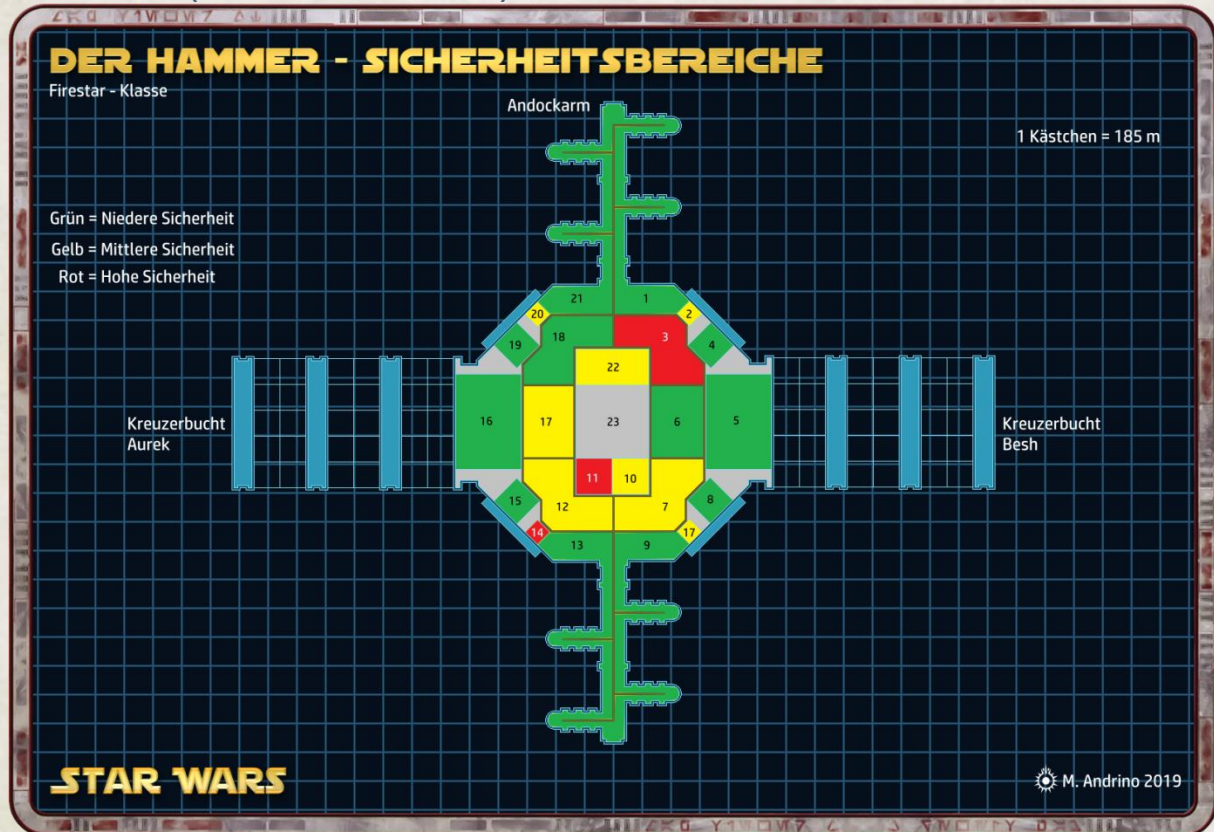 DER HAMMER - SICHERHEITSBEREICHE
Firestar - Klasse
Andockarm
1 Kästchen = 185 m
Grün = Niedere Sicherheit
Gelb = Mittlere Sicherheit
Rot = Hohe Sicherheit
21
1
20
2
18
3
19
4
22
Kreuzerbucht
Aurek
16
17
23
6
5
Kreuzerbucht
Besh
11
10
15
12
7
8
14
17
13
9
STAR WARS
M. Andrino 2019